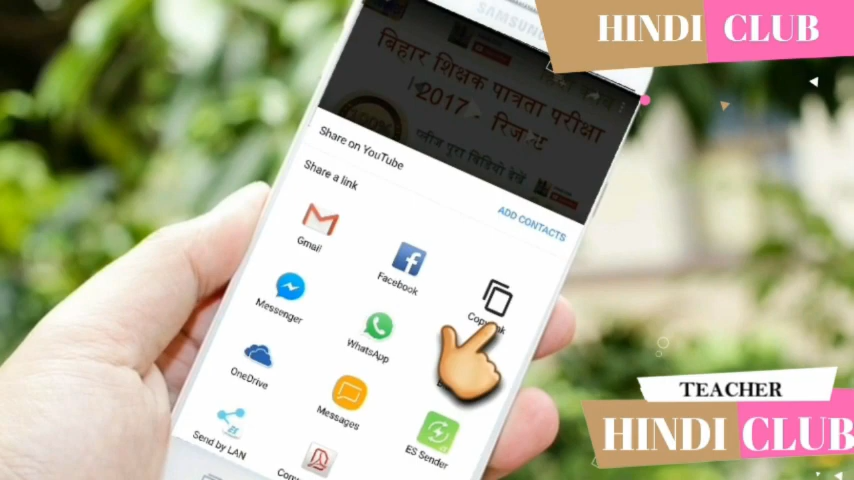 HINDI CLUB
SAMSUNG
बिहार शिक्षक पात्रता परीक्षा
2017 - रिजल्ट
प्लीज पुरा विडियो देखें
Share on YouTube
Share a link
ADD CONTACTS
Gmail
Facebook
Messenger
WhatsApp
OneDrive
Messages
Send by LAN
ES Sender
TEACHER
HINDI CLUB